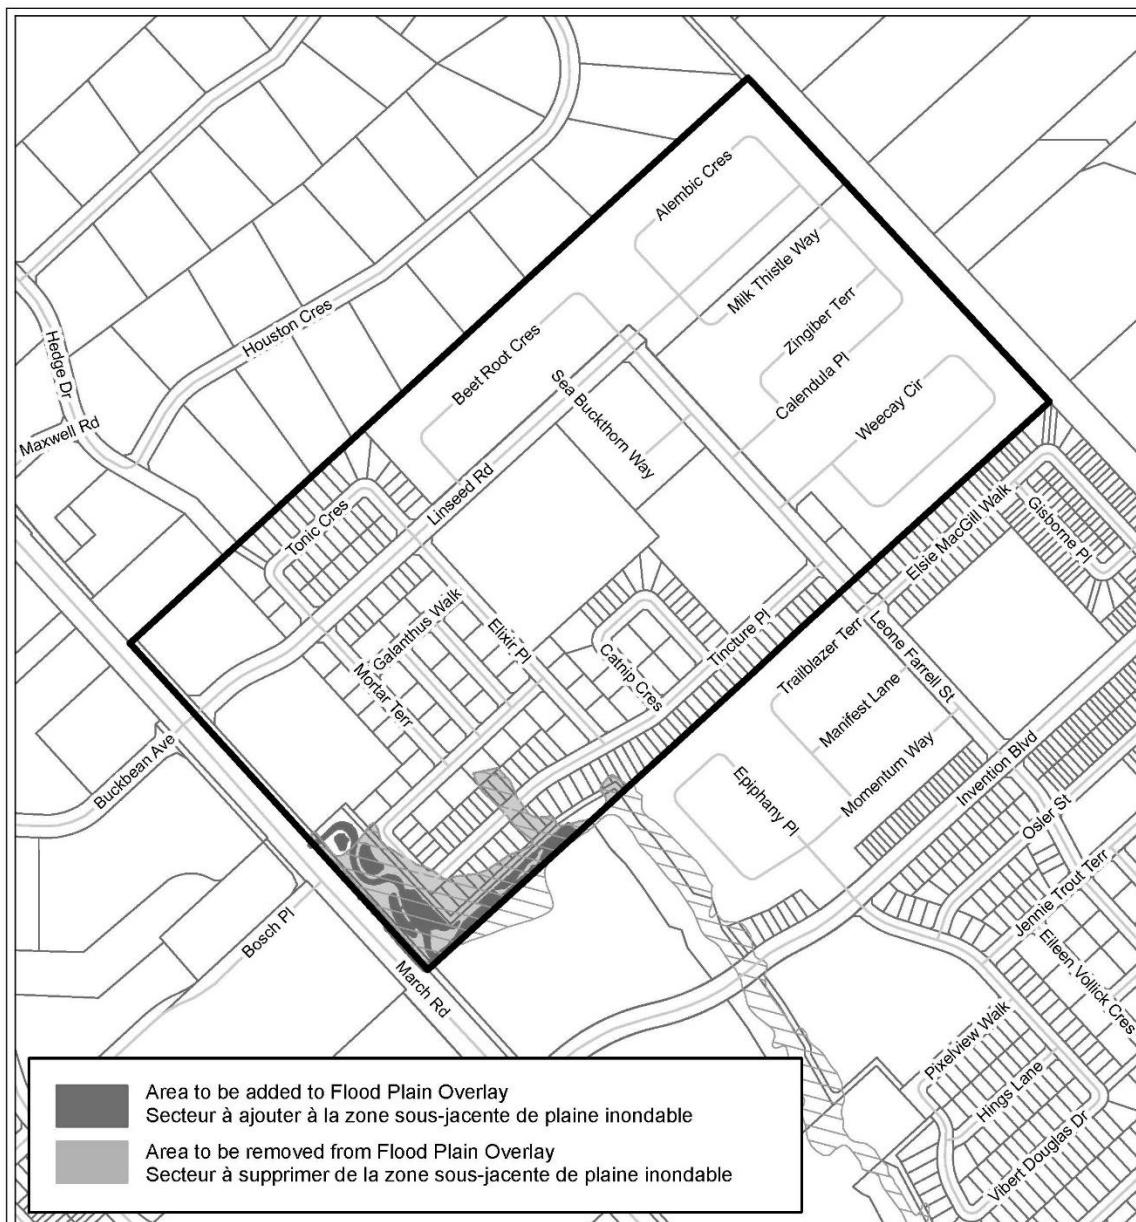 Alembic Cres
Milk Thistle Way
Zingiber Terr
Calendula Pl
Weecay Cir
Houston Cres
Hedge Dr
Maxwell Rd
Beet Root Cres
Sea Buckthorn Way
Linseed Rd
Tonic Cres
Elsie MacGill Walk
Gisborne Pl
Galanthus Walk
Elixir Pl
Mortar Terr
Catnip Cres
Tincture Pl
Trailblazer Terr
Leone Farrell St
Manifest Lane
Momentum Way
Invention Blvd
Osler St
Epiphany Pl
Buckbean Ave
Jennie Trout Terr
Eileen Vollick Cres
Bosch Pl
March Rd
Pixelview Walk
Hings Lane
Vibert Douglas Dr
Area to be added to Flood Plain Overlay
Secteur à ajouter à la zone sous-jacente de plaine inondable
Area to be removed from Flood Plain Overlay
Secteur à supprimer de la zone sous-jacente de plaine inondable